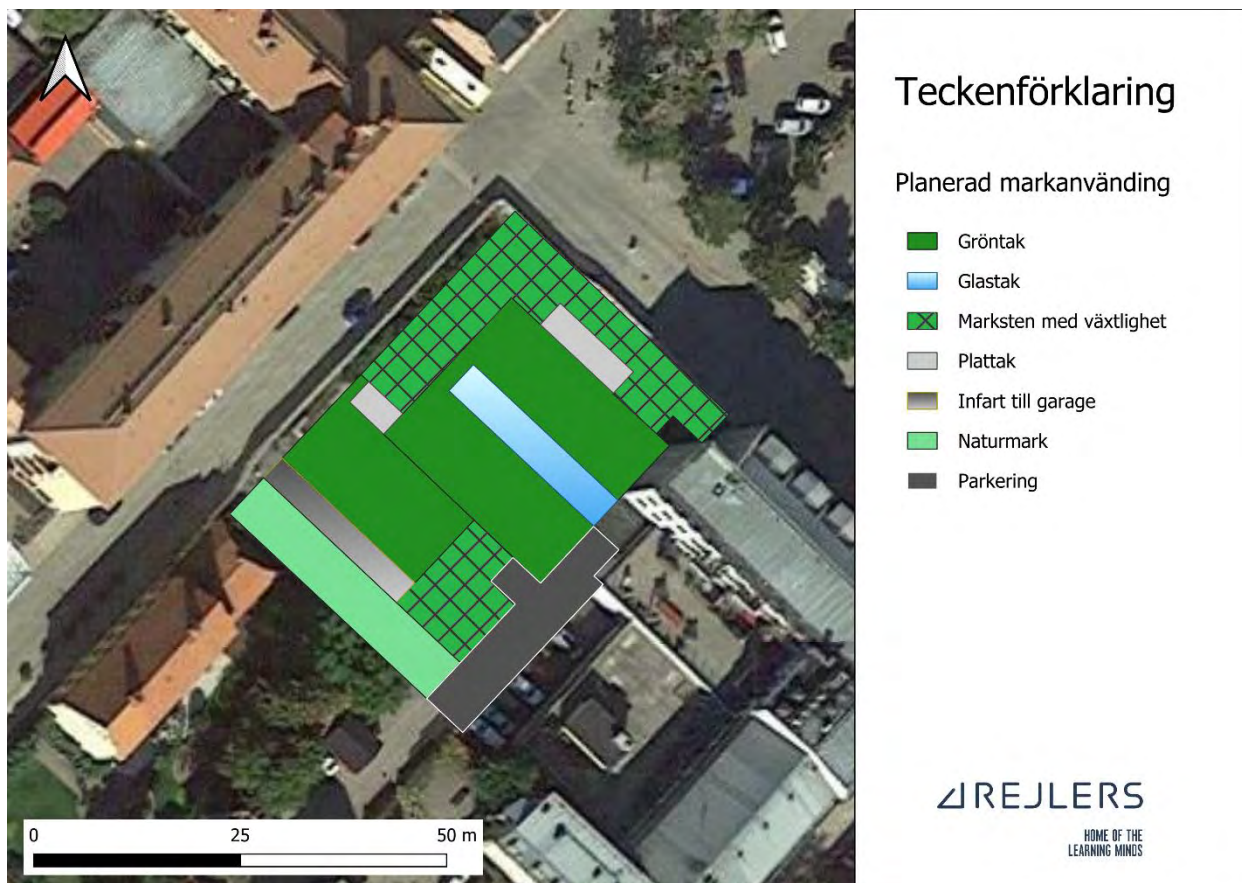 Teckenförklaring
Planerad markanvänding
Gröntak
Glastak
Marksten med växtlighet
Plattak
Infart till garage
Naturmark
Parkering
0 25 50 m
REJLERS
HOME OF THE
LEARNING MINDS